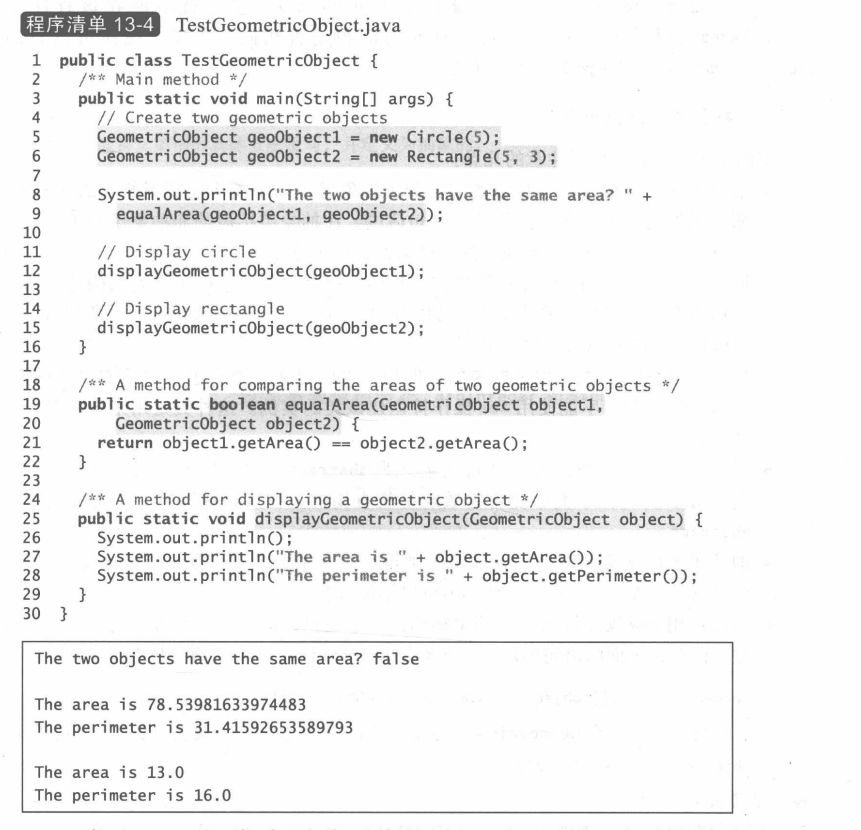 程序清单 13-4 TestGeometricObject.java
1 public class TestGeometricObject {
2 /** Main method */
3 public static void main(String[] args) {
4 // Create two geometric objects
5 GeometricObject geoObject1 = new Circle(5);
6 GeometricObject geoObject2 = new Rectangle(5, 3);
7
8 System.out.println("The two objects have the same area? " +
9 equalArea(geoObject1, geoObject2));
10
11 // Display circle
12 displayGeometricObject(geoObject1);
13
14 // Display rectangle
15 displayGeometricObject(geoObject2);
16 }
17
18 /** A method for comparing the areas of two geometric objects */
19 public static boolean equalArea(GeometricObject object1,
20 GeometricObject object2) {
21 return object1.getArea() == object2.getArea();
22 }
23
24 /** A method for displaying a geometric object */
25 public static void displayGeometricObject(GeometricObject object) {
26 System.out.println();
27 System.out.println("The area is " + object.getArea());
28 System.out.println("The perimeter is " + object.getPerimeter());
29 }
30 }
The two objects have the same area? false
The area is 78.53981633974483
The perimeter is 31.41592653589793
The area is 13.0
The perimeter is 16.0